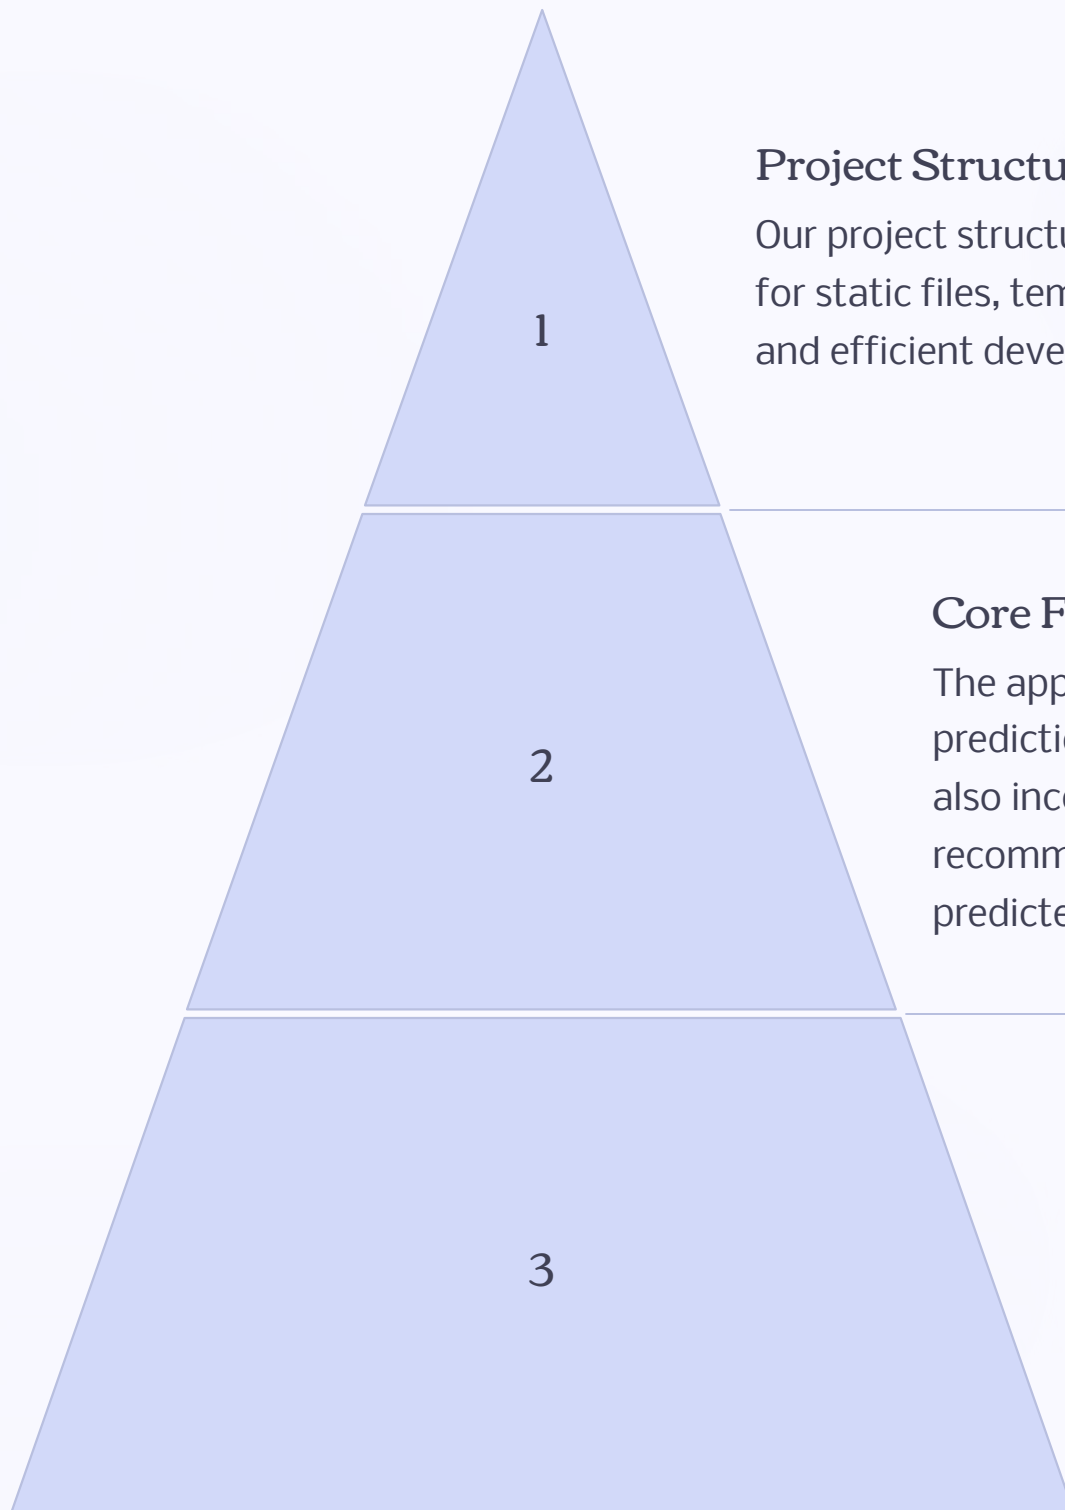 Project Structu
Our project structu
for static files, tem
and efficient deve
1
Core F
The app
predicti
also inc
recomm
predicte
2
3